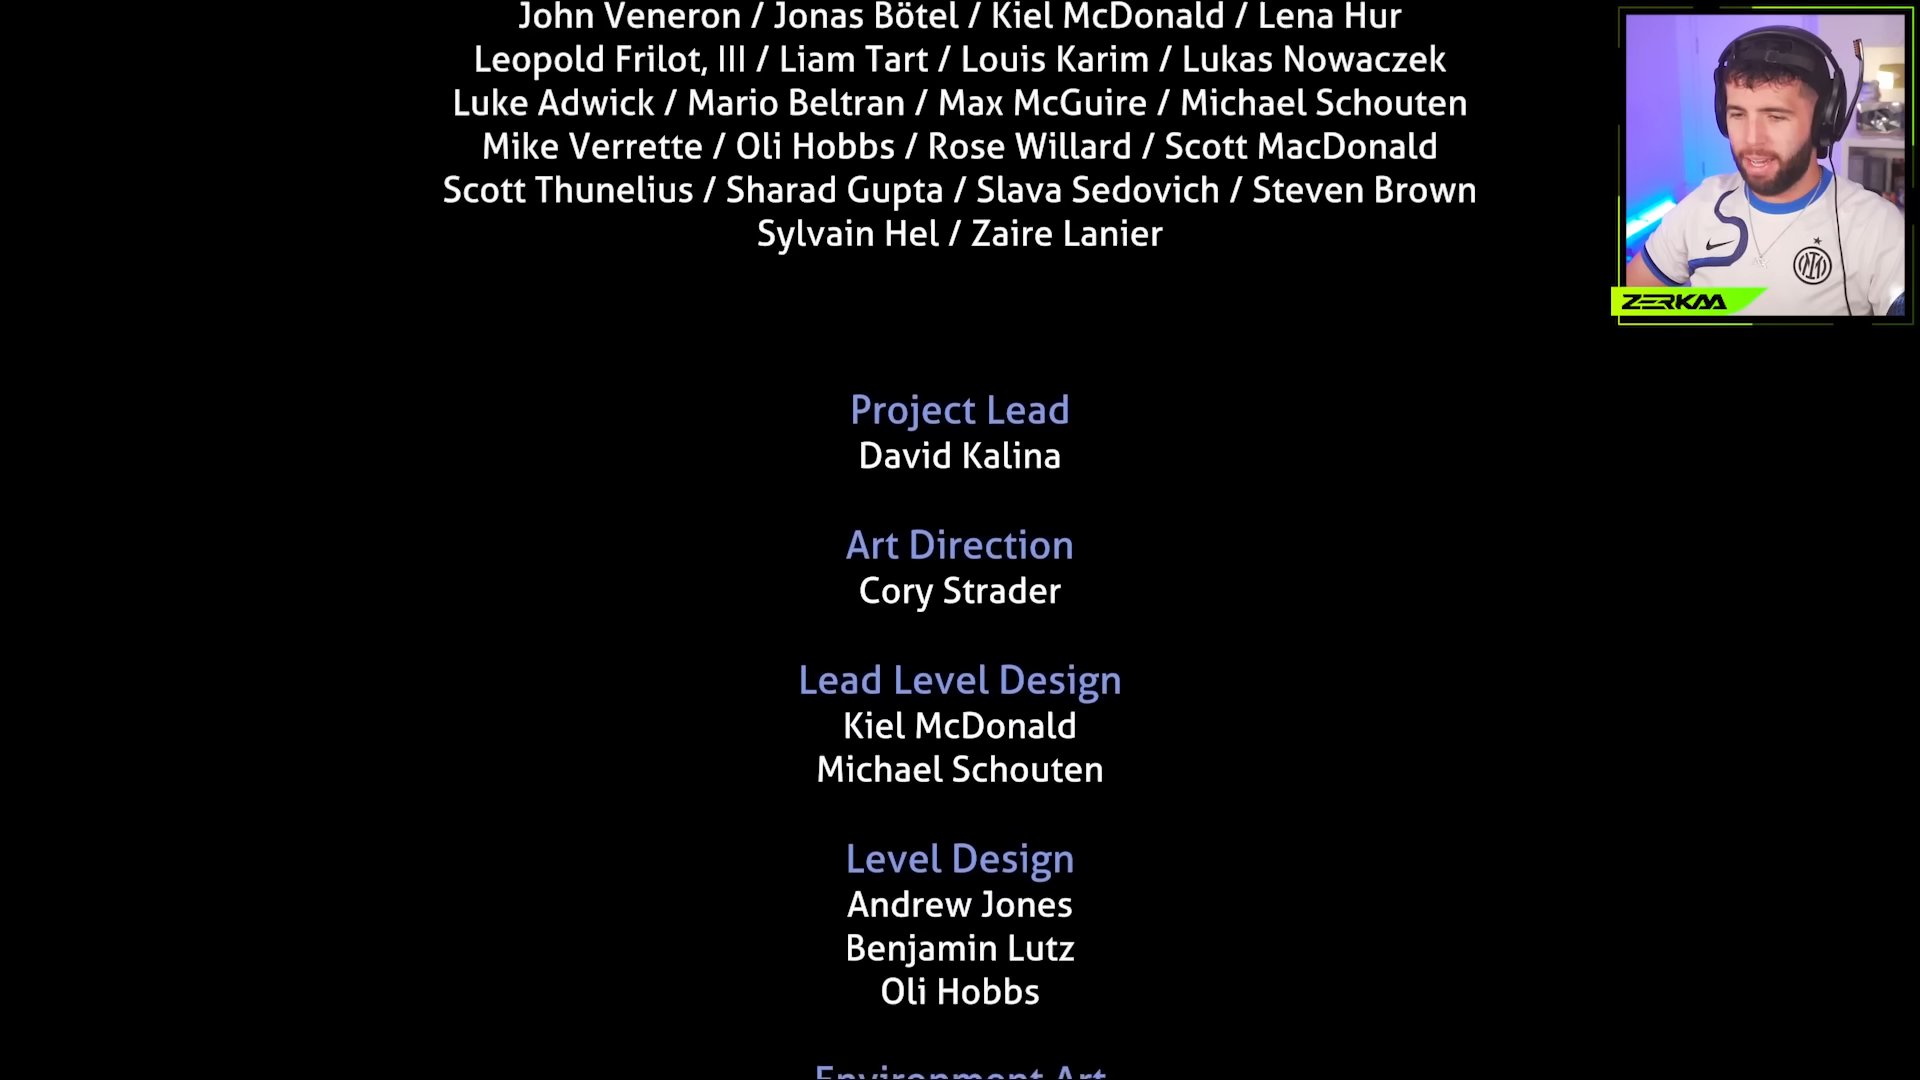 John Veneron / Jonas Bötel / Kiel McDonald / Lena Hur
Leopold Frilot, III / Liam Tart / Louis Karim / Lukas Nowaczek
Luke Adwick / Mario Beltran / Max McGuire / Michael Schouten
Mike Verrette / Oli Hobbs / Rose Willard / Scott MacDonald
Scott Thunelius / Sharad Gupta / Slava Sedovich / Steven Brown
Sylvain Hel / Zaire Lanier
ZERKAA
Project Lead
David Kalina
Art Direction
Cory Strader
Lead Level Design
Kiel McDonald
Michael Schouten
Level Design
Andrew Jones
Benjamin Lutz
Oli Hobbs
Environment Art